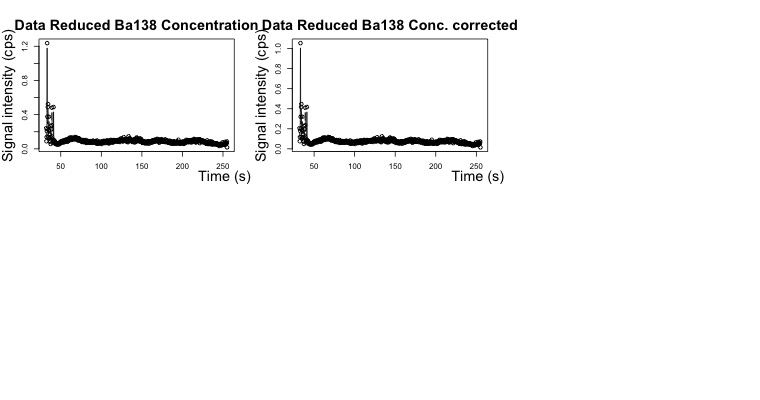 Data Reduced Ba138 Concentration
Signal intensity (cps)
0.0 0.4 0.8 1.2
50 100 150 200 250
Time (s)
Data Reduced Ba138 Conc. corrected
Signal intensity (cps)
0.0 0.2 0.4 0.6 0.8 1.0
50 100 150 200 250
Time (s)